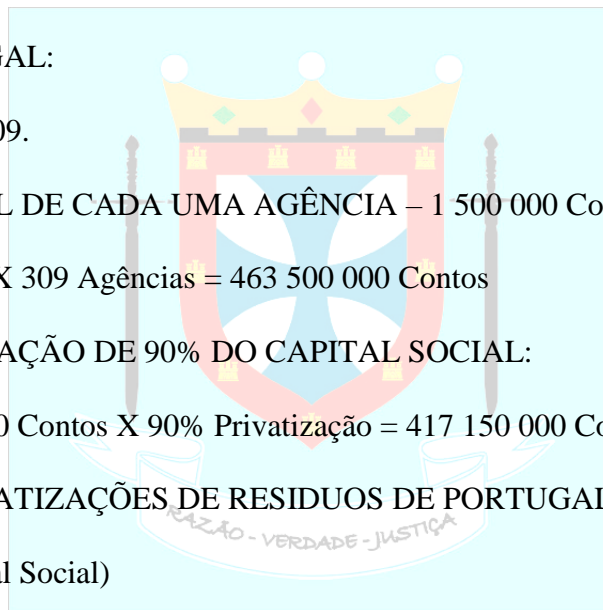 GAL:
09.
L DE CADA UMA AGÊNCIA – 1 500 000 Co
X 309 Agências = 463 500 000 Contos
AÇÃO DE 90% DO CAPITAL SOCIAL:
0 Contos X 90% Privatização = 417 150 000 Co
ATIZAÇÕES DE RESIDUOS DE PORTUGAL
RAZÃO - VERDADE - JUSTIÇA
al Social)